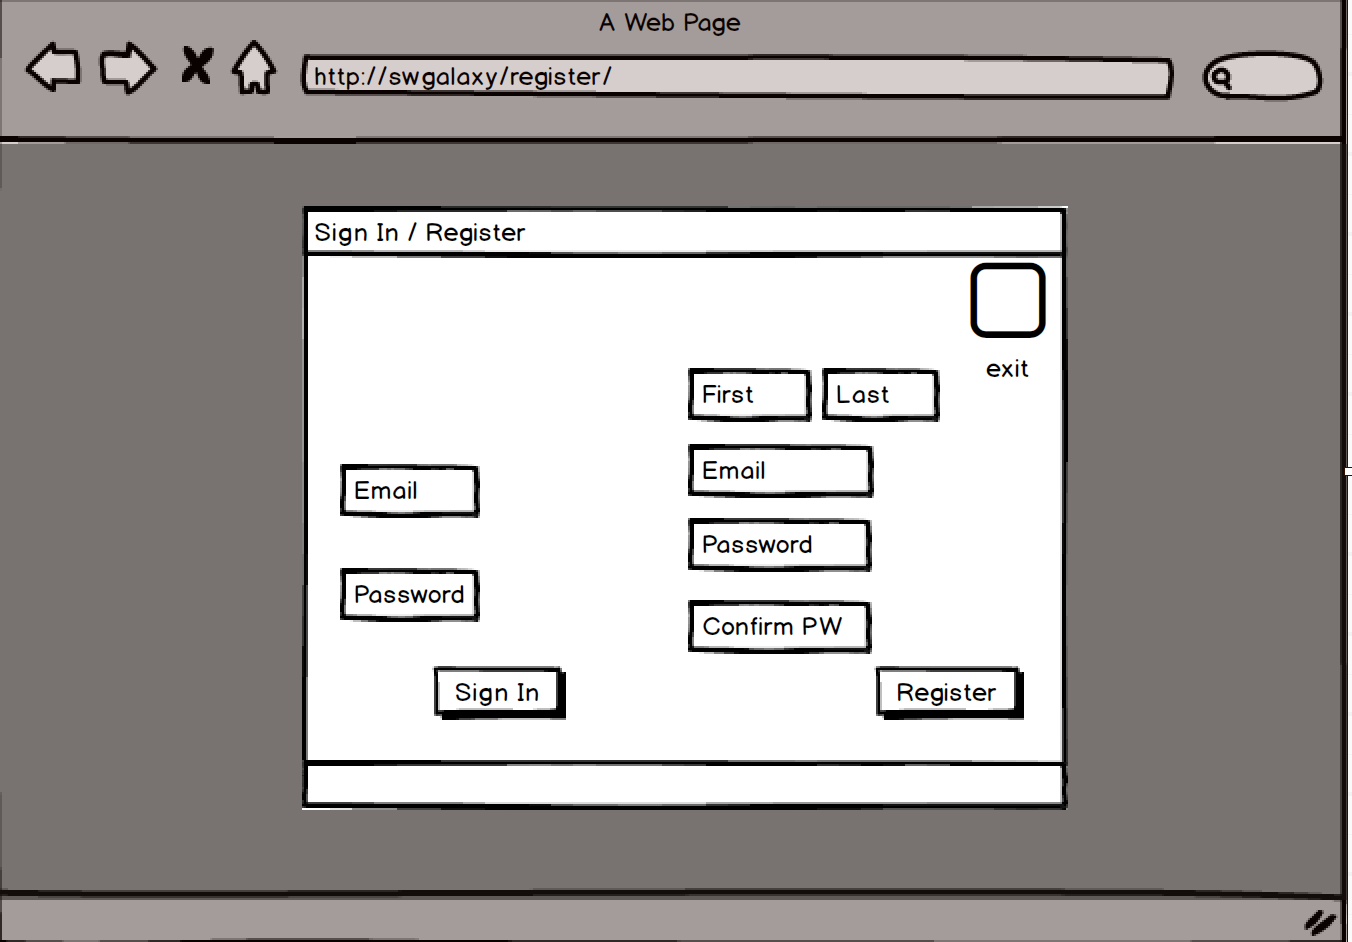 A Web Page
http://swgalaxy/register/
Sign In / Register
exit
First
Last
Email
Password
Confirm PW
Register
Email
Password
Sign In